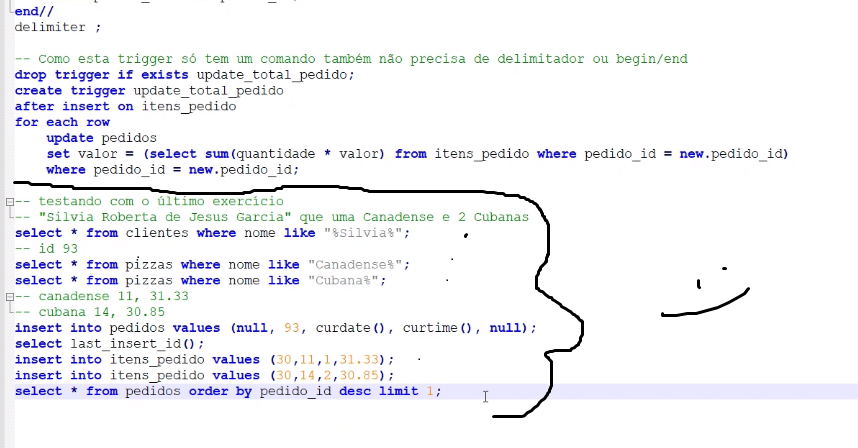 end//
delimiter ;
-- Como esta trigger só tem um comando também não precisa de delimitador ou begin/end
drop trigger if exists update_total_pedido;
create trigger update_total_pedido
after insert on itens_pedido
for each row
update pedidos
set valor = (select sum(quantidade * valor) from itens_pedido where pedido_id = new.pedido_id)
where pedido_id = new.pedido_id;
-- testando com o último exercício
-- "Silvia Roberta de Jesus Garcia" que uma Canadense e 2 Cubanas
select * from clientes where nome like "%Silvia%";
-- id 93
select * from pizzas where nome like "Canadense%";
select * from pizzas where nome like "Cubana%";
-- canadense 11, 31.33
-- cubana 14, 30.85
insert into pedidos values (null, 93, curdate(), curtime(), null);
select last_insert_id();
insert into itens_pedido values (30,11,1,31.33);
insert into itens_pedido values (30,14,2,30.85);
select * from pedidos order by pedido_id desc limit 1;